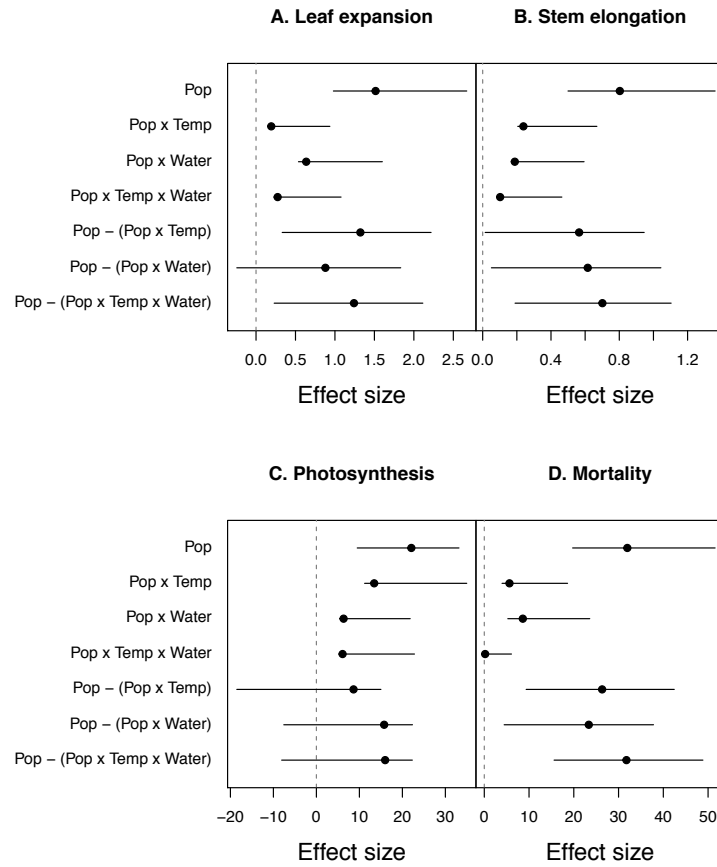 A. Leaf expansion
B. Stem elongation
Pop
Pop x Temp
Pop x Water
Pop x Temp x Water
Pop − (Pop x Temp)
Pop − (Pop x Water)
Pop − (Pop x Temp x Water)
0.0 0.5 1.0 1.5 2.0 2.5
0.0 0.4 0.8 1.2
Effect size
Effect size
C. Photosynthesis
D. Mortality
Pop
Pop x Temp
Pop x Water
Pop x Temp x Water
Pop − (Pop x Temp)
Pop − (Pop x Water)
Pop − (Pop x Temp x Water)
−20 −10 0 10 20 30
0 10 20 30 40 50
Effect size
Effect size